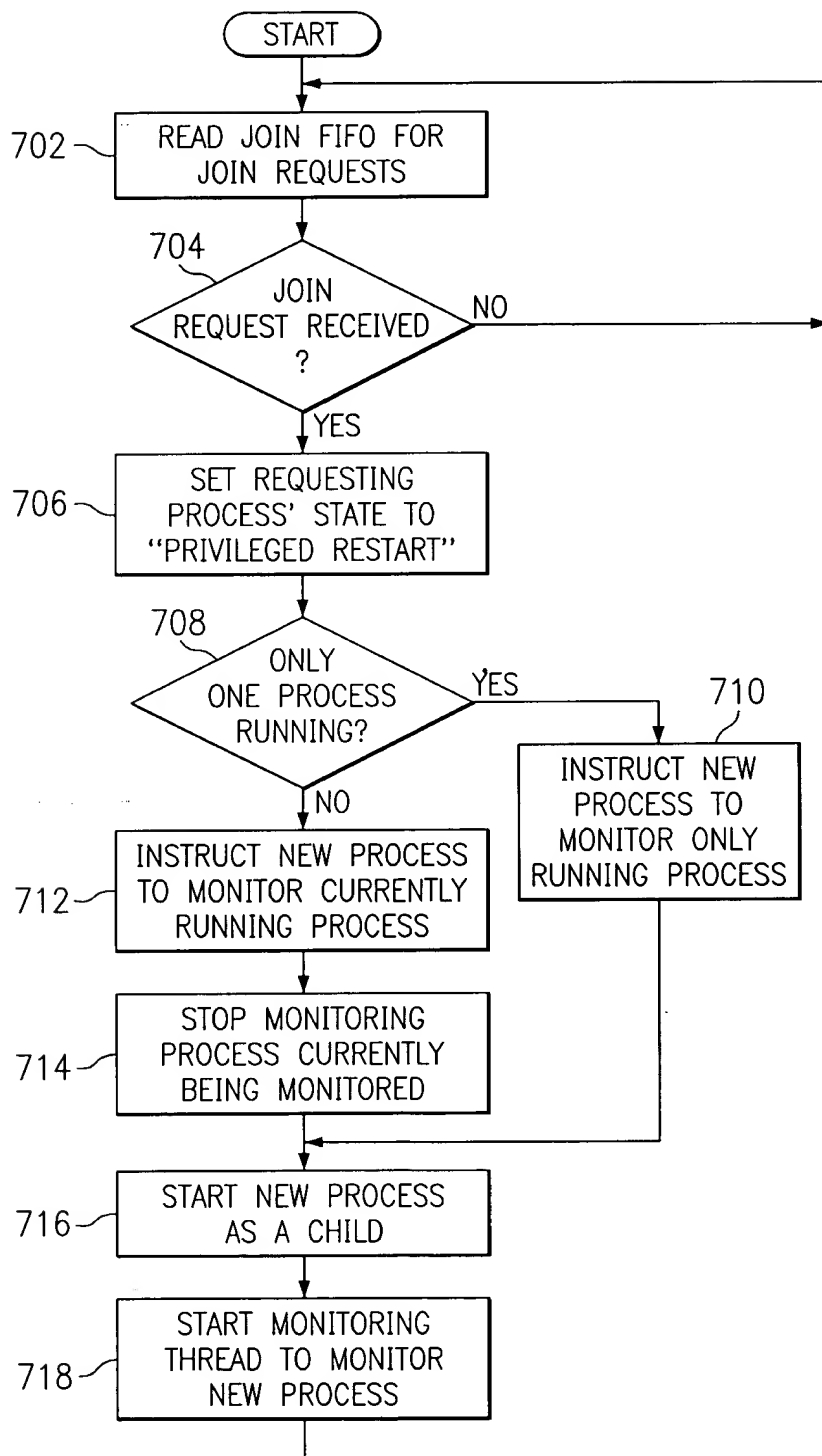 START
702
READ JOIN FIFO FOR
JOIN REQUESTS
704
JOIN
REQUEST RECEIVED
?
NO
YES
706
SET REQUESTING
PROCESS' STATE TO
"PRIVILEGED RESTART"
708
ONLY
ONE PROCESS
RUNNING?
YES
710
INSTRUCT NEW
PROCESS TO
MONITOR ONLY
RUNNING PROCESS
NO
712
INSTRUCT NEW PROCESS
TO MONITOR CURRENTLY
RUNNING PROCESS
714
STOP MONITORING
PROCESS CURRENTLY
BEING MONITORED
716
START NEW PROCESS
AS A CHILD
718
START MONITORING
THREAD TO MONITOR
NEW PROCESS